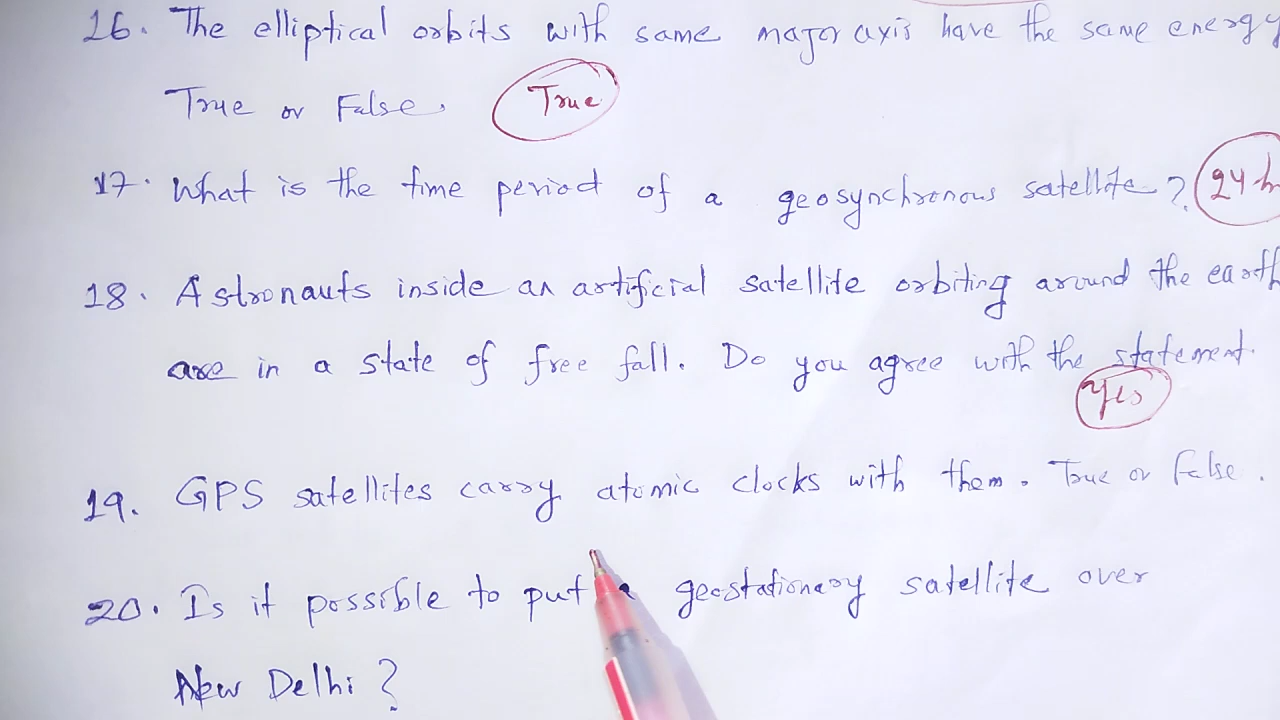 16. The elliptical orbits with same major axis have the same energy
True or False. True
17. What is the time period of a geosynchronous satellite? 24 h
18. Astronauts inside an artificial satellite orbiting around the earth
are in a state of free fall. Do you agree with the statement.
Yes
19. GPS satellites carry atomic clocks with them. True or False.
20. Is it possible to put a geostationary satellite over
New Delhi?